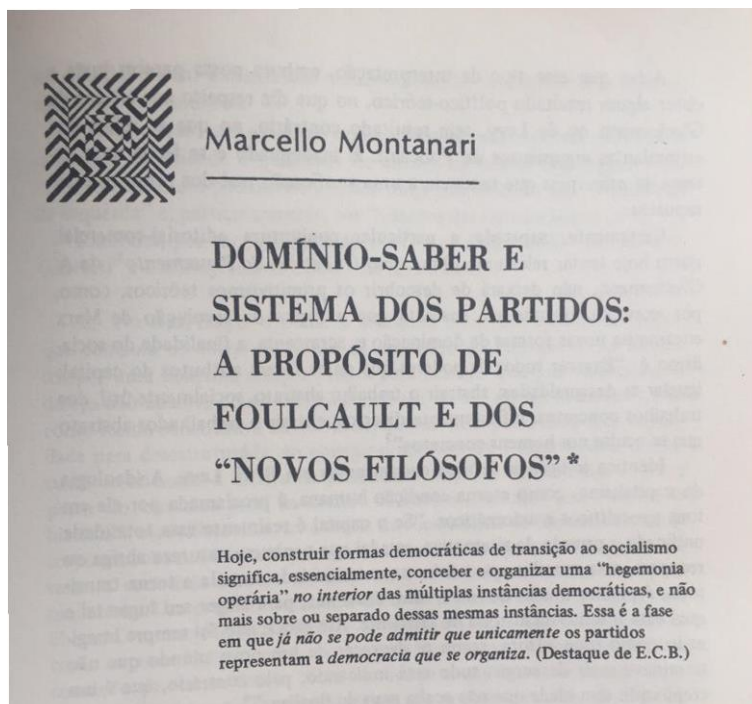 Marcello Montanari
DOMÍNIO-SABER E
SISTEMA DOS PARTIDOS:
A PROPÓSITO DE
FOULCAULT E DOS
“NOVOS FILÓSOFOS”*
Hoje, construir formas democráticas de transição ao socialismo
significa, essencialmente, conceber e organizar uma “hegemonia
operária” no interior das múltiplas instâncias democráticas, e não
mais sobre ou separado dessas mesmas instâncias. Essa é a fase
em que já não se pode admitir que unicamente os partidos
representam a democracia que se organiza. (Destaque de E.C.B.)